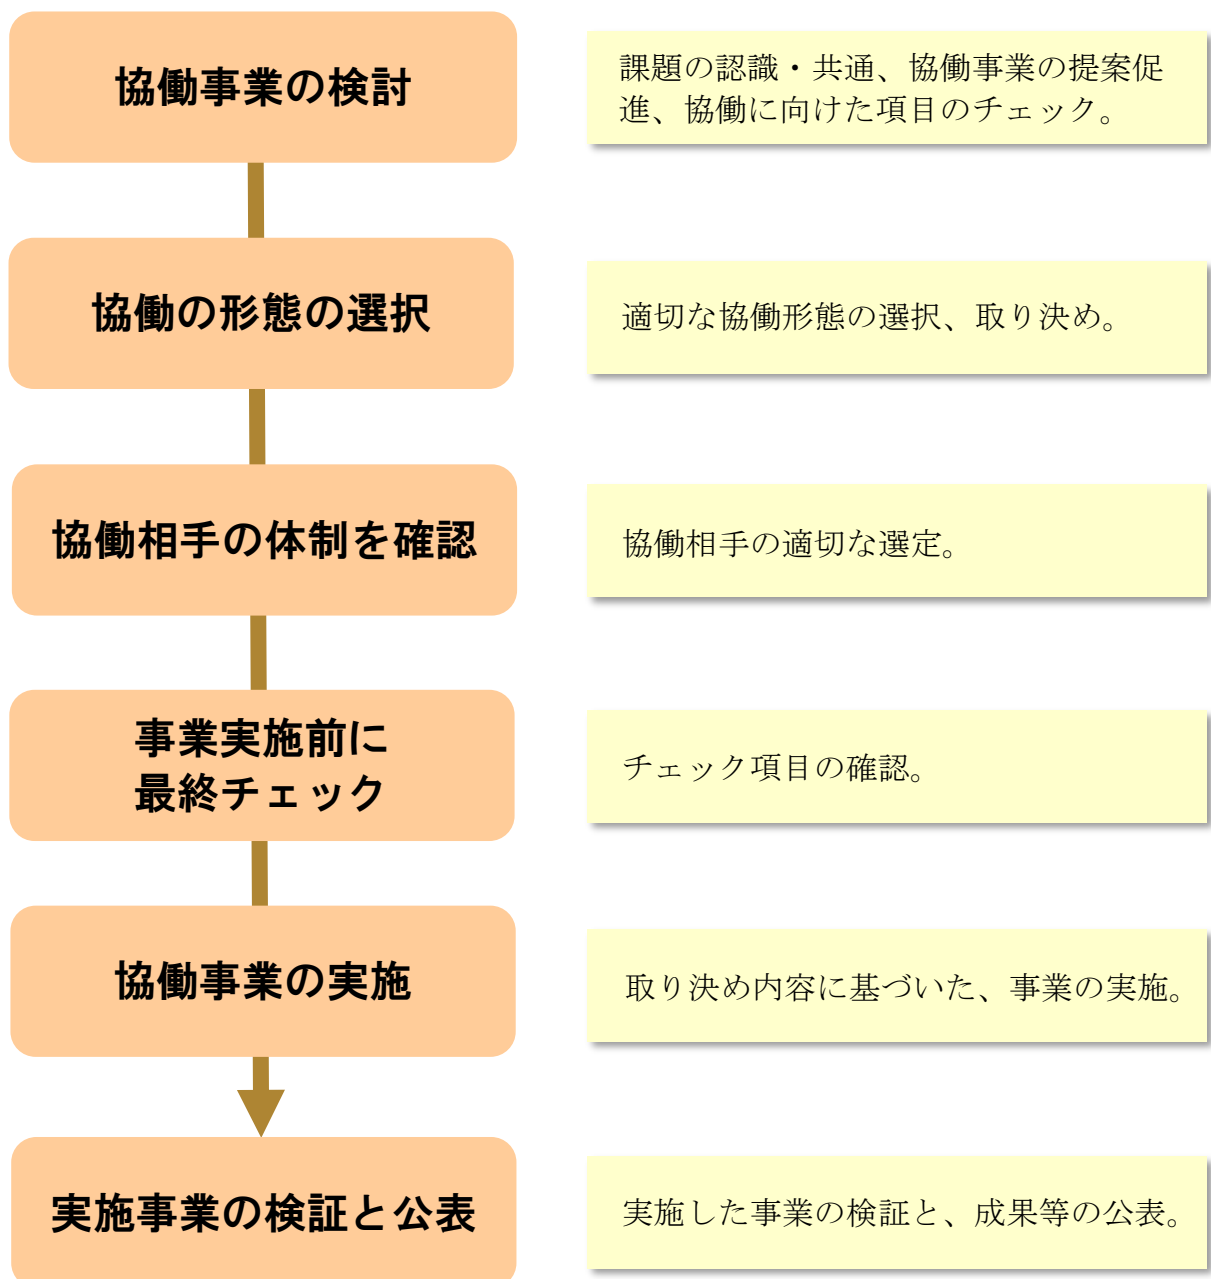 協働事業の検討
課題の認識・共通、協働事業の提案促
進、協働に向けた項目のチェック。
協働の形態の選択
適切な協働形態の選択、取り決め。
協働相手の体制を確認
協働相手の適切な選定。
事業実施前に
最終チェック
チェック項目の確認。
協働事業の実施
取り決め内容に基づいた、事業の実施。
実施事業の検証と公表
実施した事業の検証と、成果等の公表。